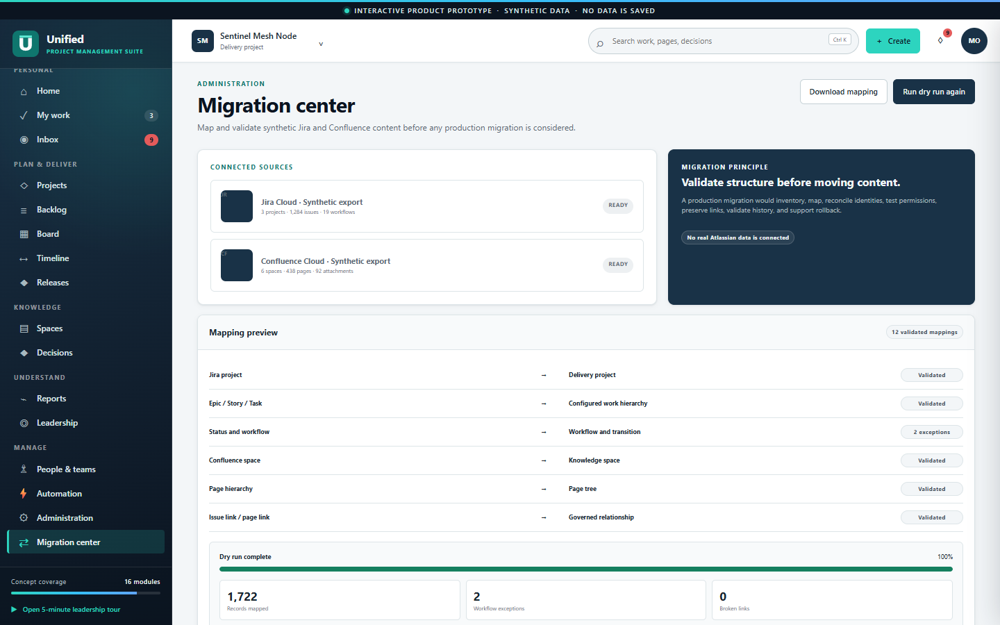 INTERACTIVE PRODUCT PROTOTYPE · SYNTHETIC DATA · NO DATA IS SAVED
Unified
PROJECT MANAGEMENT SUITE
PERSONAL
Home
My work 3
Inbox 9
PLAN & DELIVER
Projects
Backlog
Board
Timeline
Releases
KNOWLEDGE
Spaces
Decisions
UNDERSTAND
Reports
Leadership
MANAGE
People & teams
Automation
Administration
Migration center
Concept coverage 16 modules
Open 5-minute leadership tour
SM
Sentinel Mesh Node
Delivery project
Search work, pages, decisions
Ctrl K
+ Create
9
MO
ADMINISTRATION
Migration center
Map and validate synthetic Jira and Confluence content before any production migration is considered.
Download mapping
Run dry run again
CONNECTED SOURCES
JR
Jira Cloud · Synthetic export
3 projects · 1,284 issues · 19 workflows
READY
CF
Confluence Cloud · Synthetic export
6 spaces · 438 pages · 92 attachments
READY
MIGRATION PRINCIPLE
Validate structure before moving content.
A production migration would inventory, map, reconcile identities, test permissions,
preserve links, validate history, and support rollback.
No real Atlassian data is connected
Mapping preview
12 validated mappings
Jira project → Delivery project Validated
Epic / Story / Task → Configured work hierarchy Validated
Status and workflow → Workflow and transition 2 exceptions
Confluence space → Knowledge space Validated
Page hierarchy → Page tree Validated
Issue link / page link → Governed relationship Validated
Dry run complete 100%
1,722
Records mapped
2
Workflow exceptions
0
Broken links